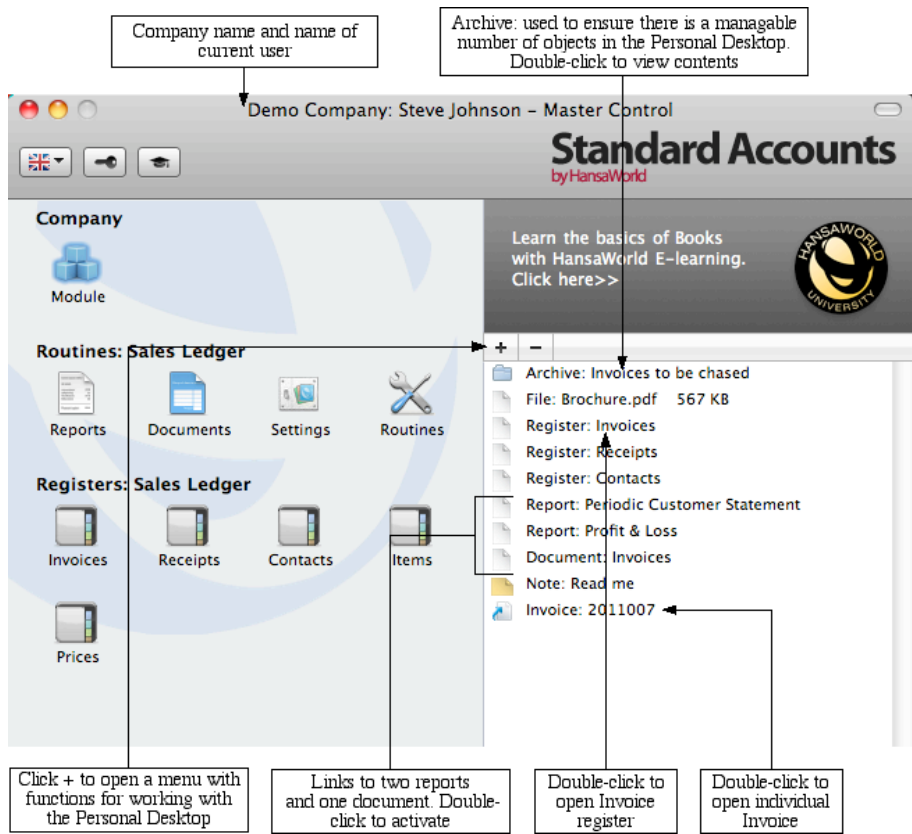 Company name and name of
current user
Archive: used to ensure there is a managable
number of objects in the Personal Desktop.
Double-click to view contents
Demo Company: Steve Johnson – Master Control
Standard Accounts
by HansaWorld
Company
Module
Learn the basics of Books
with HansaWorld E-learning.
Click here>>
HANSAWORLD
UNIVERSITY
Routines: Sales Ledger
Reports
Documents
Settings
Routines
Registers: Sales Ledger
Invoices
Receipts
Contacts
Items
Prices
+ −
Archive: Invoices to be chased
File: Brochure.pdf 567 KB
Register: Invoices
Register: Receipts
Register: Contacts
Report: Periodic Customer Statement
Report: Profit & Loss
Document: Invoices
Note: Read me
Invoice: 2011007
Click + to open a menu with
functions for working with
the Personal Desktop
Links to two reports
and one document. Double-
click to activate
Double-click to
open Invoice
register
Double-click to
open individual
Invoice